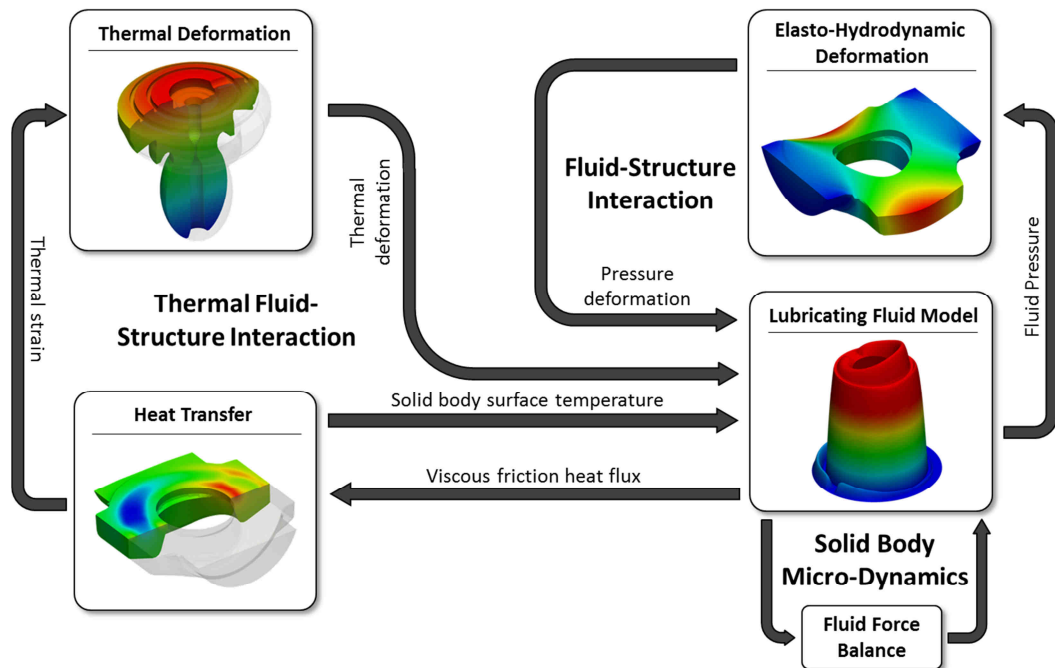 Thermal Deformation
Elasto-Hydrodynamic
Deformation
Fluid-Structure
Interaction
Thermal
deformation
Thermal strain
Fluid Pressure
Pressure
deformation
Thermal Fluid-
Structure Interaction
Lubricating Fluid Model
Heat Transfer
Solid body surface temperature
Viscous friction heat flux
Solid Body
Micro-Dynamics
Fluid Force
Balance